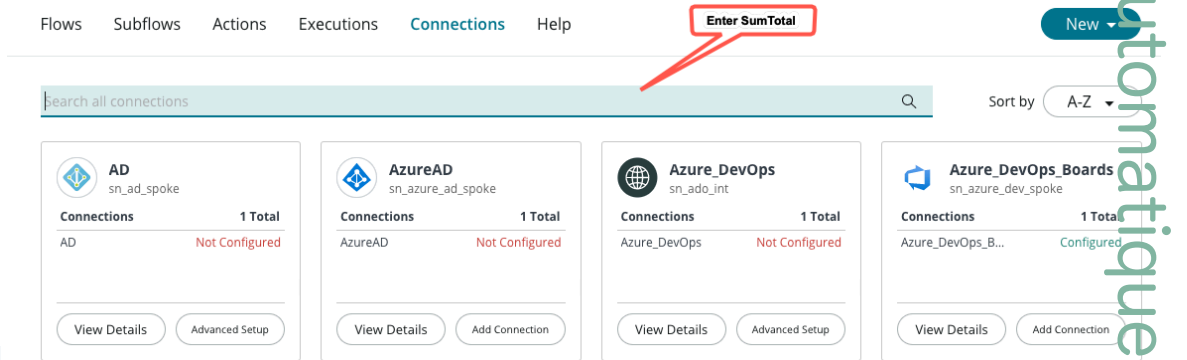 Flows Subflows Actions Executions Connections Help Enter SumTotal New
Search all connections Sort by A-Z
AD AzureAD Azure_DevOps Azure_DevOps_Boards
sn_ad_spoke sn_azure_ad_spoke sn_ado_int sn_azure_dev_spoke
Connections 1 Total Connections 1 Total Connections 1 Total Connections 1 Total
AD Not Configured AzureAD Not Configured Azure_DevOps Not Configured Azure_DevOps_B... Configured
View Details Advanced Setup View Details Add Connection View Details Advanced Setup View Details Add Connection
utomatique